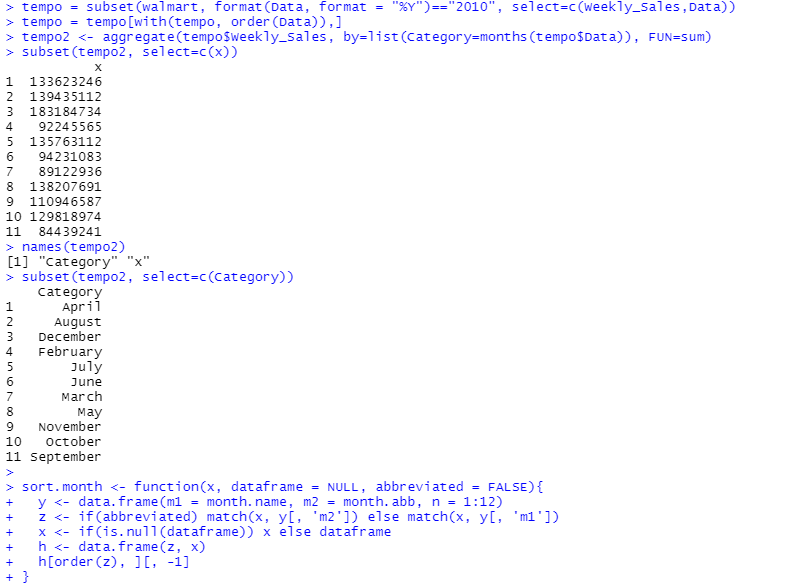 > tempo = subset(walmart, format(Data, format = "%Y")=="2010", select=c(Weekly_Sales,Data))
> tempo = tempo[with(tempo, order(Data)),]
> tempo2 <- aggregate(tempo$Weekly_Sales, by=list(Category=months(tempo$Data)), FUN=sum)
> subset(tempo2, select=c(x))
           x
1  133623246
2  139435112
3  183184734
4   92245565
5  135763112
6   94231083
7   89122936
8  138207691
9  110946587
10 129818974
11  84439241
> names(tempo2)
[1] "Category" "x"
> subset(tempo2, select=c(Category))
    Category
1      April
2     August
3   December
4   February
5       July
6       June
7      March
8        May
9   November
10   October
11 September
>
> sort.month <- function(x, dataframe = NULL, abbreviated = FALSE){
+   y <- data.frame(m1 = month.name, m2 = month.abb, n = 1:12)
+   z <- if(abbreviated) match(x, y[, 'm2']) else match(x, y[, 'm1'])
+   x <- if(is.null(dataframe)) x else dataframe
+   h <- data.frame(z, x)
+   h[order(z), ][, -1]
+ }